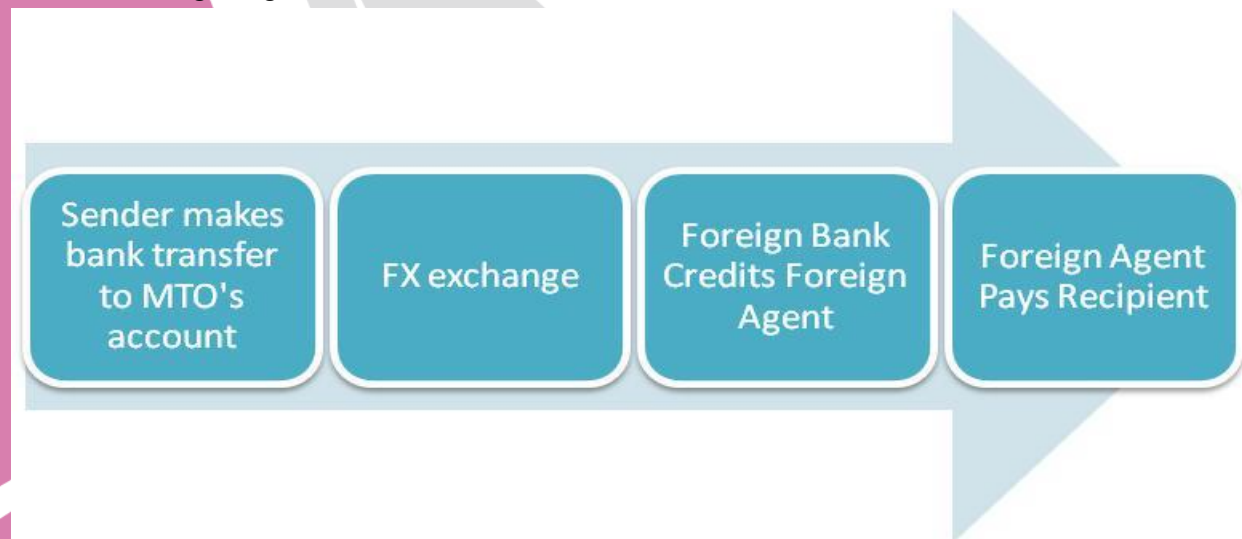 Sender makes
bank transfer
to MTO's
account
FX exchange
Foreign Bank
Credits Foreign
Agent
Foreign Agent
Pays Recipient